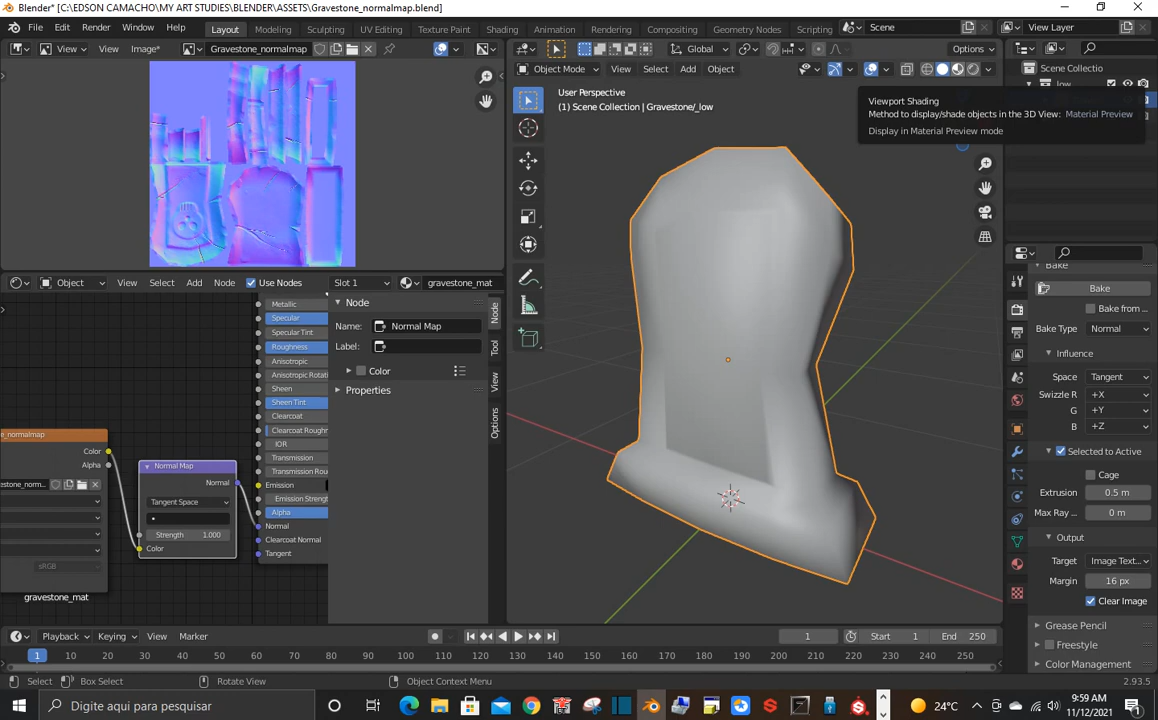 Blender* [C:\EDSON CAMACHO\MY ART STUDIES\BLENDER\ASSETS\Gravestone_normalmap.blend]
File Edit Render Window Help Layout Modeling Sculpting UV Editing Texture Paint Shading Animation Rendering Compositing Geometry Nodes Scripting Scene View Layer
View View Image* Gravestone_normalmap Global Options
Object Mode View Select Add Object
User Perspective
(1) Scene Collection | Gravestone/_low
Scene Collectio
low
Viewport Shading
Method to display/shade objects in the 3D View: Material Preview
Display in Material Preview mode
Object View Select Add Node Use Nodes Slot 1 gravestone_mat
Metallic
Specular
Specular Tint
Roughness
Anisotropic
Anisotropic Rotati
Sheen
Sheen Tint
Clearcoat
Clearcoat Roughn
IOR
Transmission
Transmission Rou
Emission
Emission Strengt
Alpha
Normal
Clearcoat Normal
Tangent
Node
Name: Normal Map
Label:
Color
Properties
Node
Tool
View
Options
e_normalmap
Color
Alpha
estone_norm...
sRGB
gravestone_mat
Normal Map
Normal
Tangent Space
Strength 1.000
Color
Bake
Bake
Bake from ...
Bake Type Normal
Influence
Space Tangent
Swizzle R +X
G +Y
B +Z
Selected to Active
Cage
Extrusion 0.5 m
Max Ray ... 0 m
Output
Target Image Text...
Margin 16 px
Clear Image
Grease Pencil
Freestyle
Color Management
Playback Keying View Marker 1 Start 1 End 250
1 10 20 30 40 50 60 70 80 90 100 110 120 130 140 150 160 170 180 190 200 210 220 230 240 250
Select Box Select Rotate View Object Context Menu 2.93.5
Digite aqui para pesquisar 24°C 9:59 AM
11/12/2021